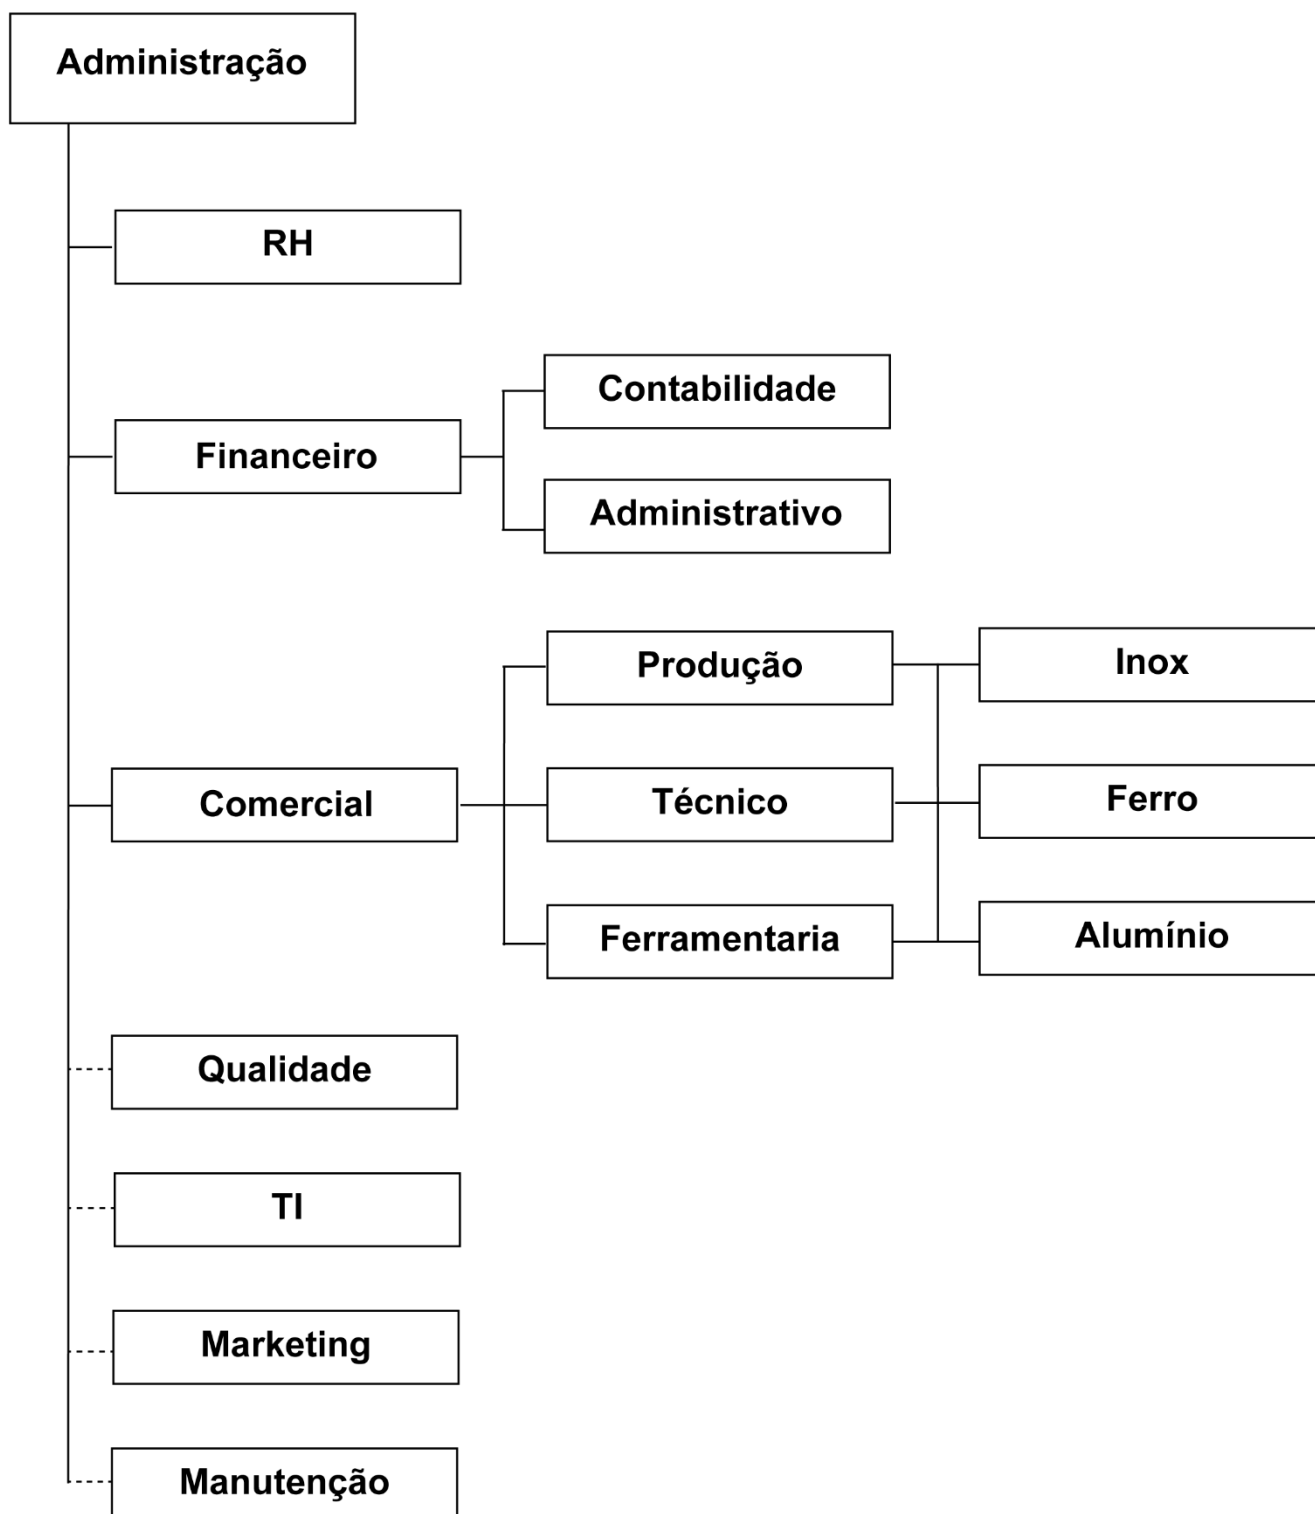 Administração
RH
Financeiro
Contabilidade
Administrativo
Comercial
Produção
Técnico
Ferramentaria
Inox
Ferro
Alumínio
Qualidade
TI
Marketing
Manutenção